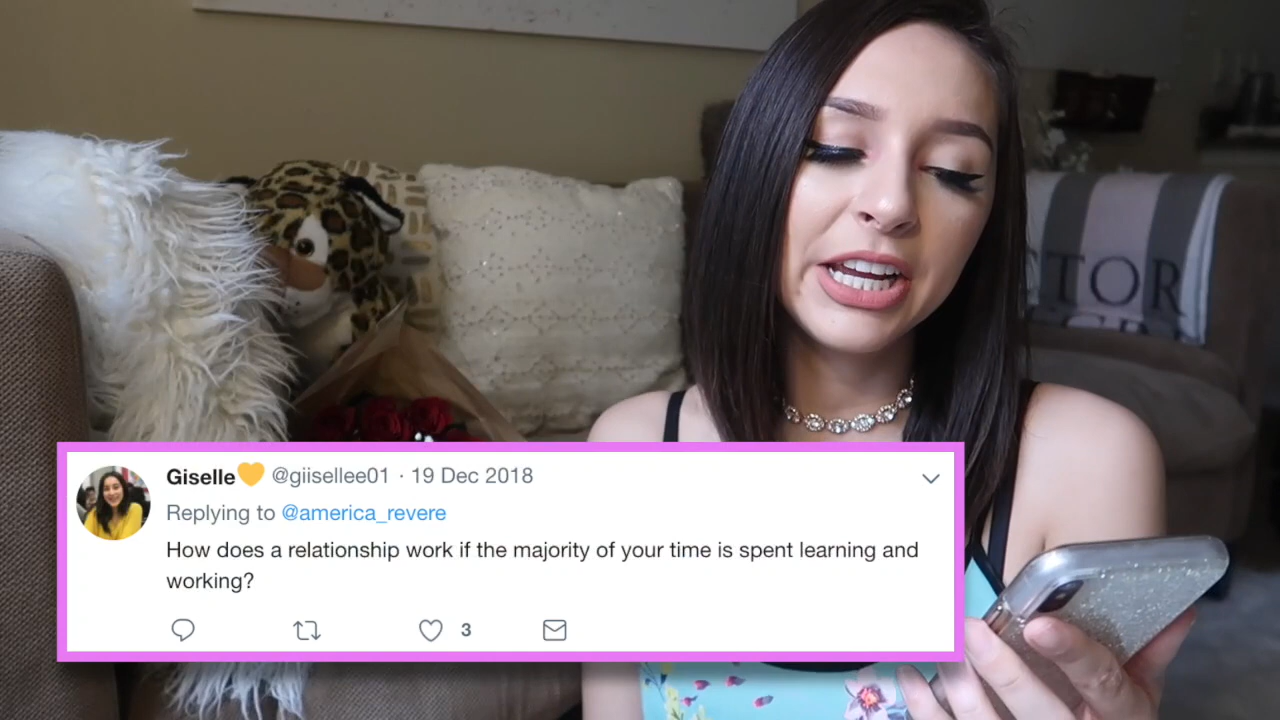 Giselle💛 @giisellee01 · 19 Dec 2018
Replying to @america_revere
How does a relationship work if the majority of your time is spent learning and
working?
3
TOR